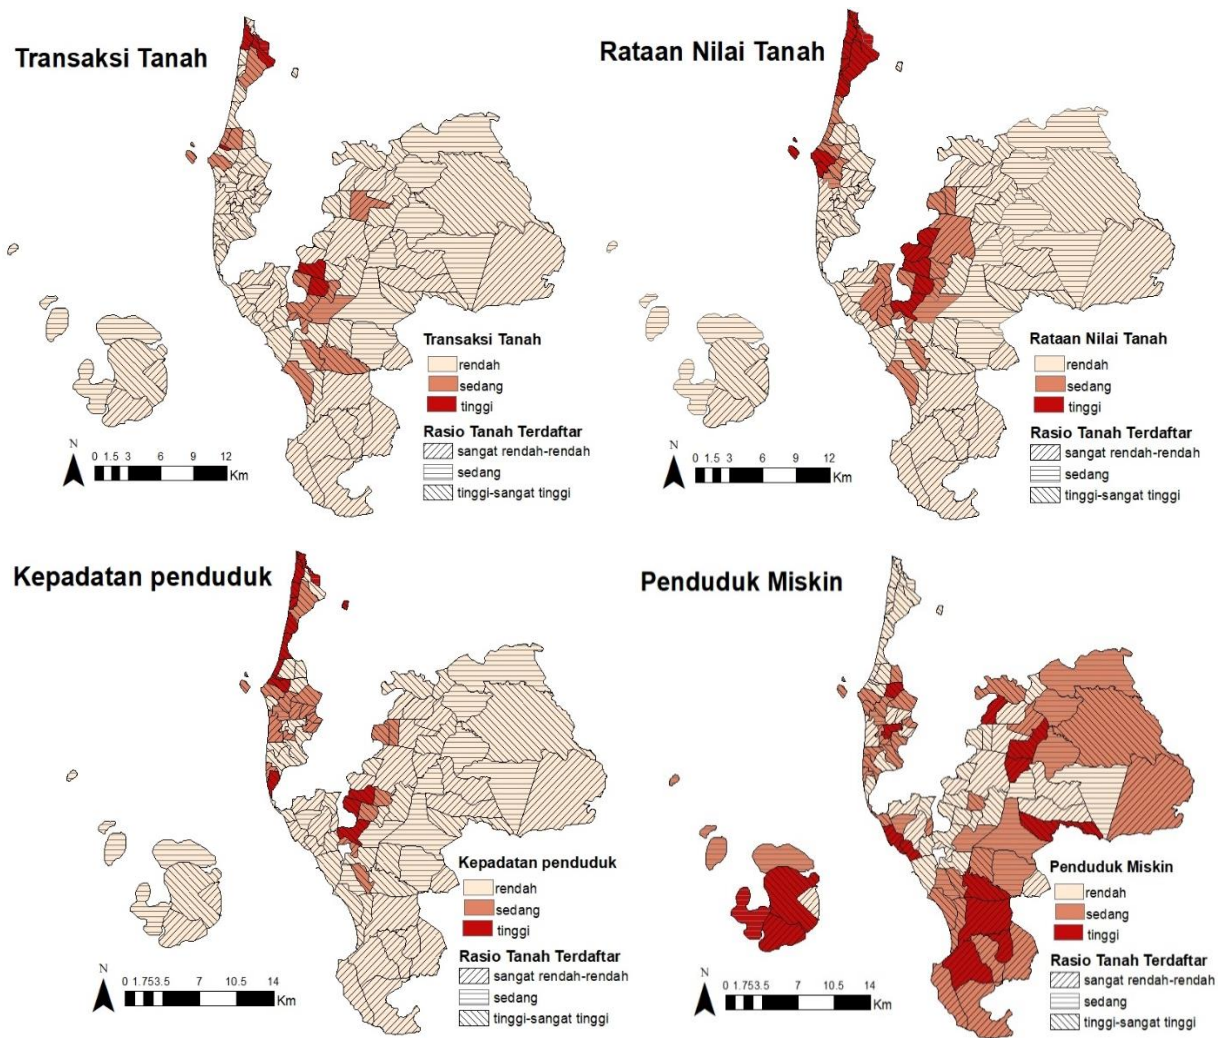 Transaksi Tanah
Transaksi Tanah
rendah
sedang
tinggi
Rasio Tanah Terdaftar
sangat rendah-rendah
sedang
tinggi-sangat tinggi
N
0 1.5 3 6 9 12
Km
Rataan Nilai Tanah
Rataan Nilai Tanah
rendah
sedang
tinggi
Rasio Tanah Terdaftar
sangat rendah-rendah
sedang
tinggi-sangat tinggi
N
0 1.5 3 6 9 12
Km
Kepadatan penduduk
Kepadatan penduduk
rendah
sedang
tinggi
Rasio Tanah Terdaftar
sangat rendah-rendah
sedang
tinggi-sangat tinggi
N
0 1.753.5 7 10.5 14
Km
Penduduk Miskin
Penduduk Miskin
rendah
sedang
tinggi
Rasio Tanah Terdaftar
sangat rendah-rendah
sedang
tinggi-sangat tinggi
N
0 1.753.5 7 10.5 14
Km